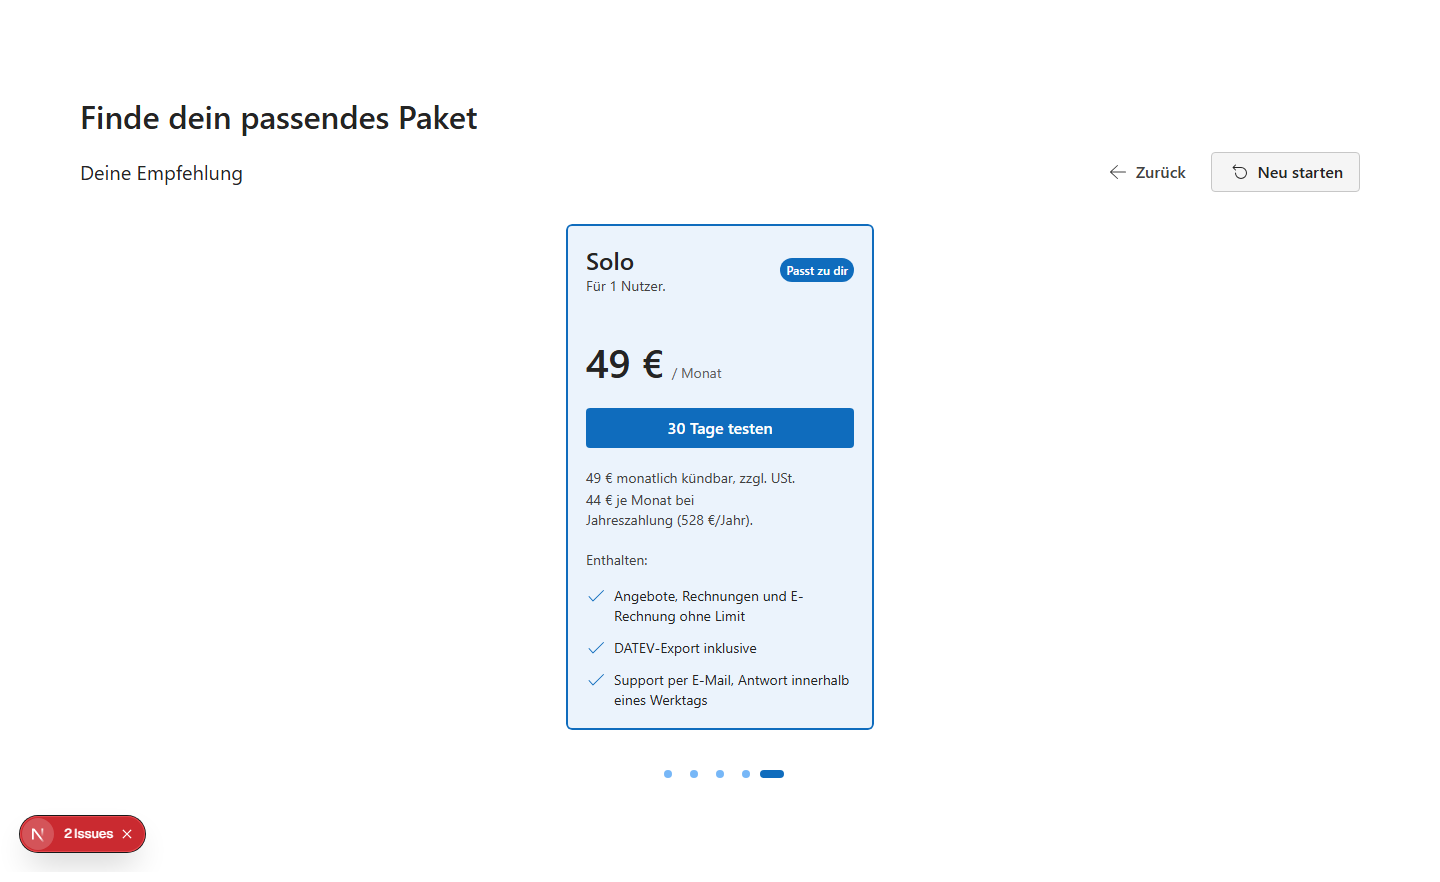 Finde dein passendes Paket
Deine Empfehlung
Zurück
Neu starten
Solo
Passt zu dir
Für 1 Nutzer.
49 € / Monat
30 Tage testen
49 € monatlich kündbar, zzgl. USt.
44 € je Monat bei
Jahreszahlung (528 €/Jahr).
Enthalten:
Angebote, Rechnungen und E-
Rechnung ohne Limit
DATEV-Export inklusive
Support per E-Mail, Antwort innerhalb
eines Werktags
N 2 Issues